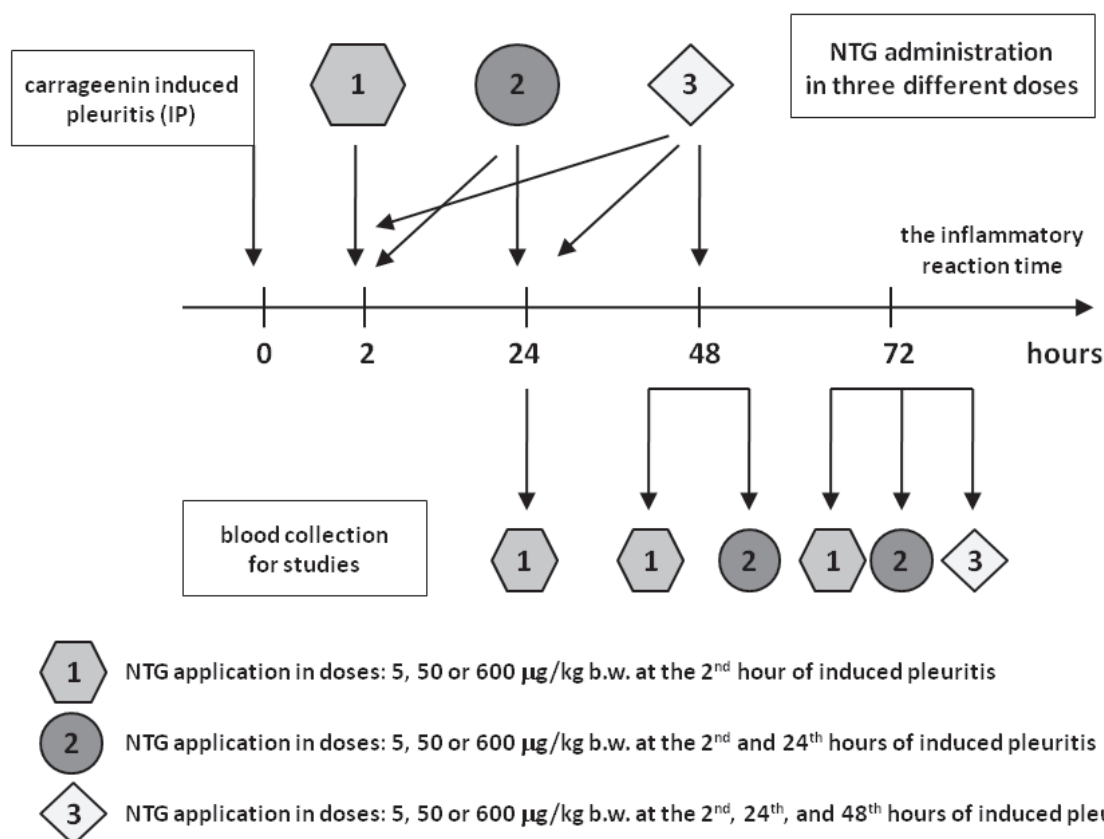 carrageenin induced
pleuritis (IP)
1
2
3
NTG administration
in three different doses
the inflammatory
reaction time
0 2 24 48 72 hours
blood collection
for studies
1 1 2 1 2 3
1 NTG application in doses: 5, 50 or 600 µg/kg b.w. at the 2nd hour of induced pleuritis
2 NTG application in doses: 5, 50 or 600 µg/kg b.w. at the 2nd and 24th hours of induced pleuritis
3 NTG application in doses: 5, 50 or 600 µg/kg b.w. at the 2nd, 24th, and 48th hours of induced